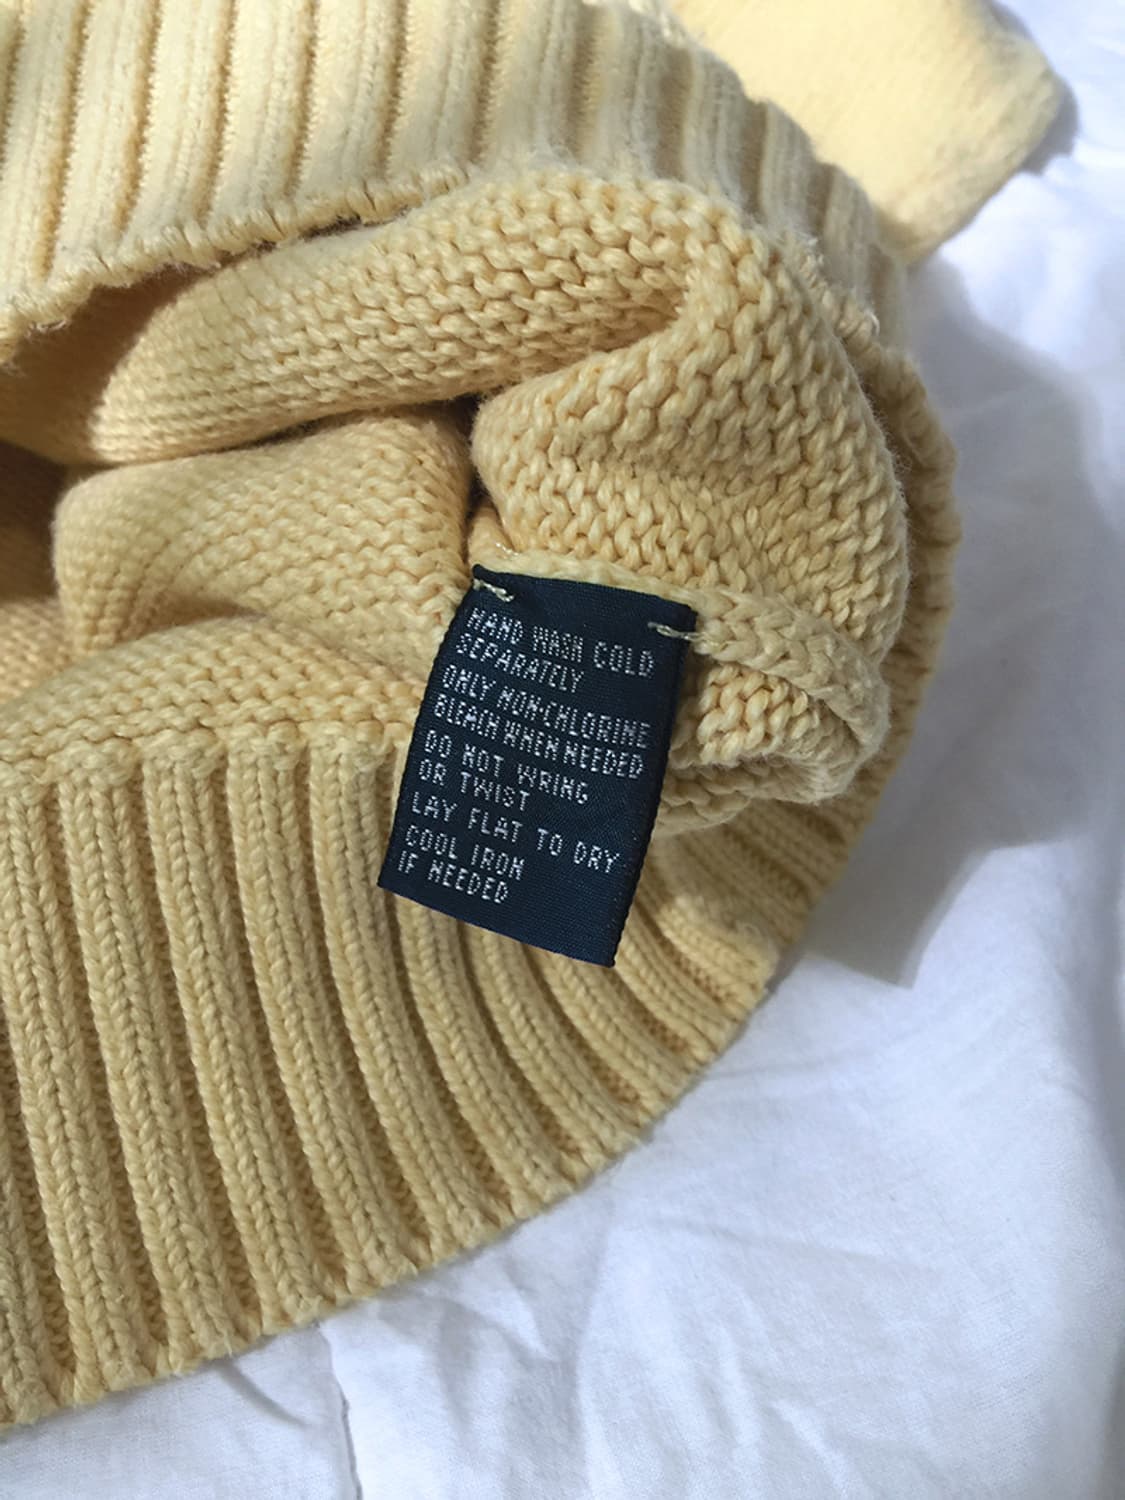 HAND WASH COLD
SEPARATELY
ONLY NON-CHLORINE
BLEACH WHEN NEEDED
DO NOT WRING
OR TWIST
LAY FLAT TO DRY
COOL IRON
IF NEEDED